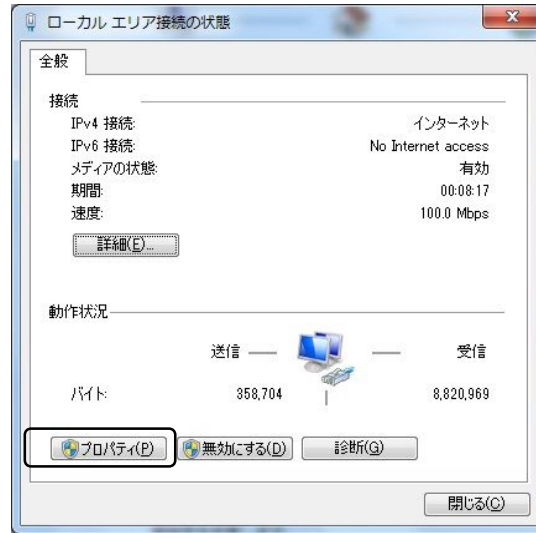 ローカル エリア接続の状態
全般
接続
IPv4 接続: インターネット
IPv6 接続: No Internet access
メディアの状態: 有効
期間: 00:08:17
速度: 100.0 Mbps
詳細(E)...
動作状況
送信 受信
バイト: 358,704 8,820,969
プロパティ(P) 無効にする(D) 診断(G)
閉じる(C)